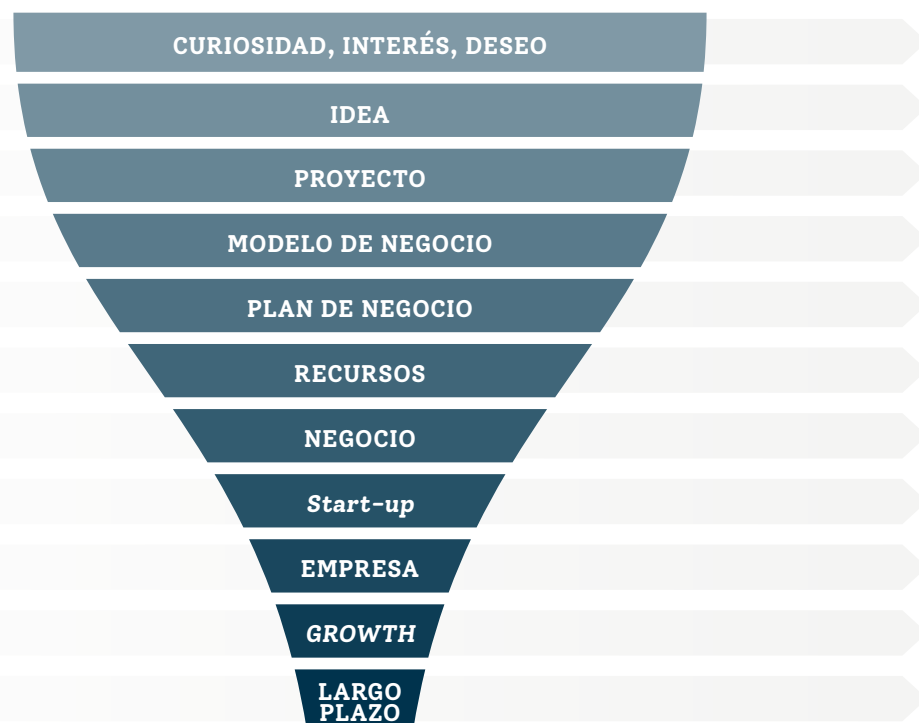 CURIOSIDAD, INTERÉS, DESEO
IDEA
PROYECTO
MODELO DE NEGOCIO
PLAN DE NEGOCIO
RECURSOS
NEGOCIO
Start-up
EMPRESA
GROWTH
LARGO
PLAZO